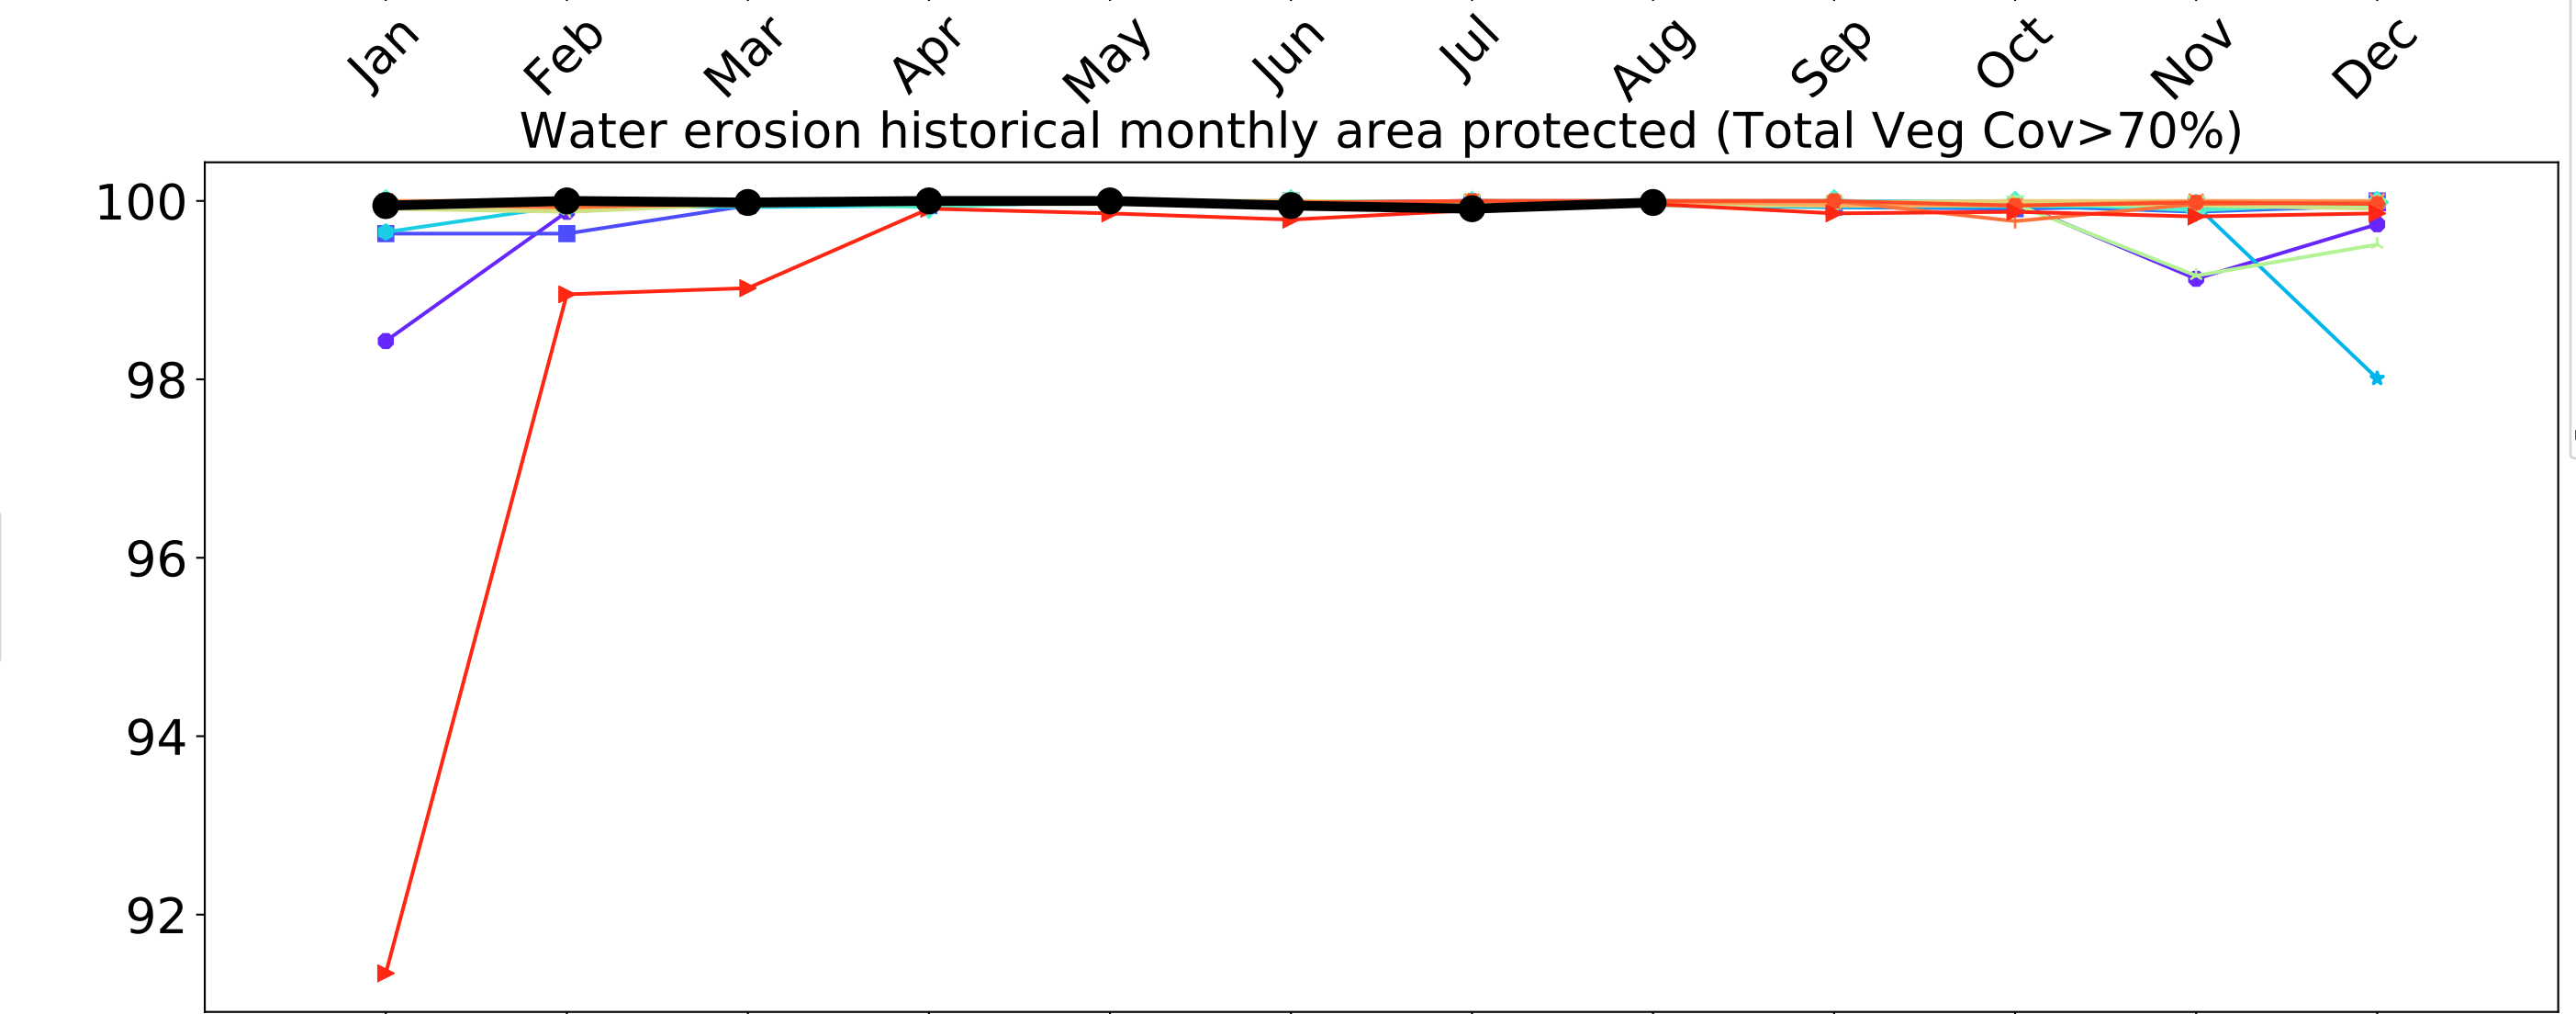 Jan Feb Mar Apr May Jun Jul Aug Sep Oct Nov Dec
Water erosion historical monthly area protected (Total Veg Cov>70%)
100
98
96
94
92